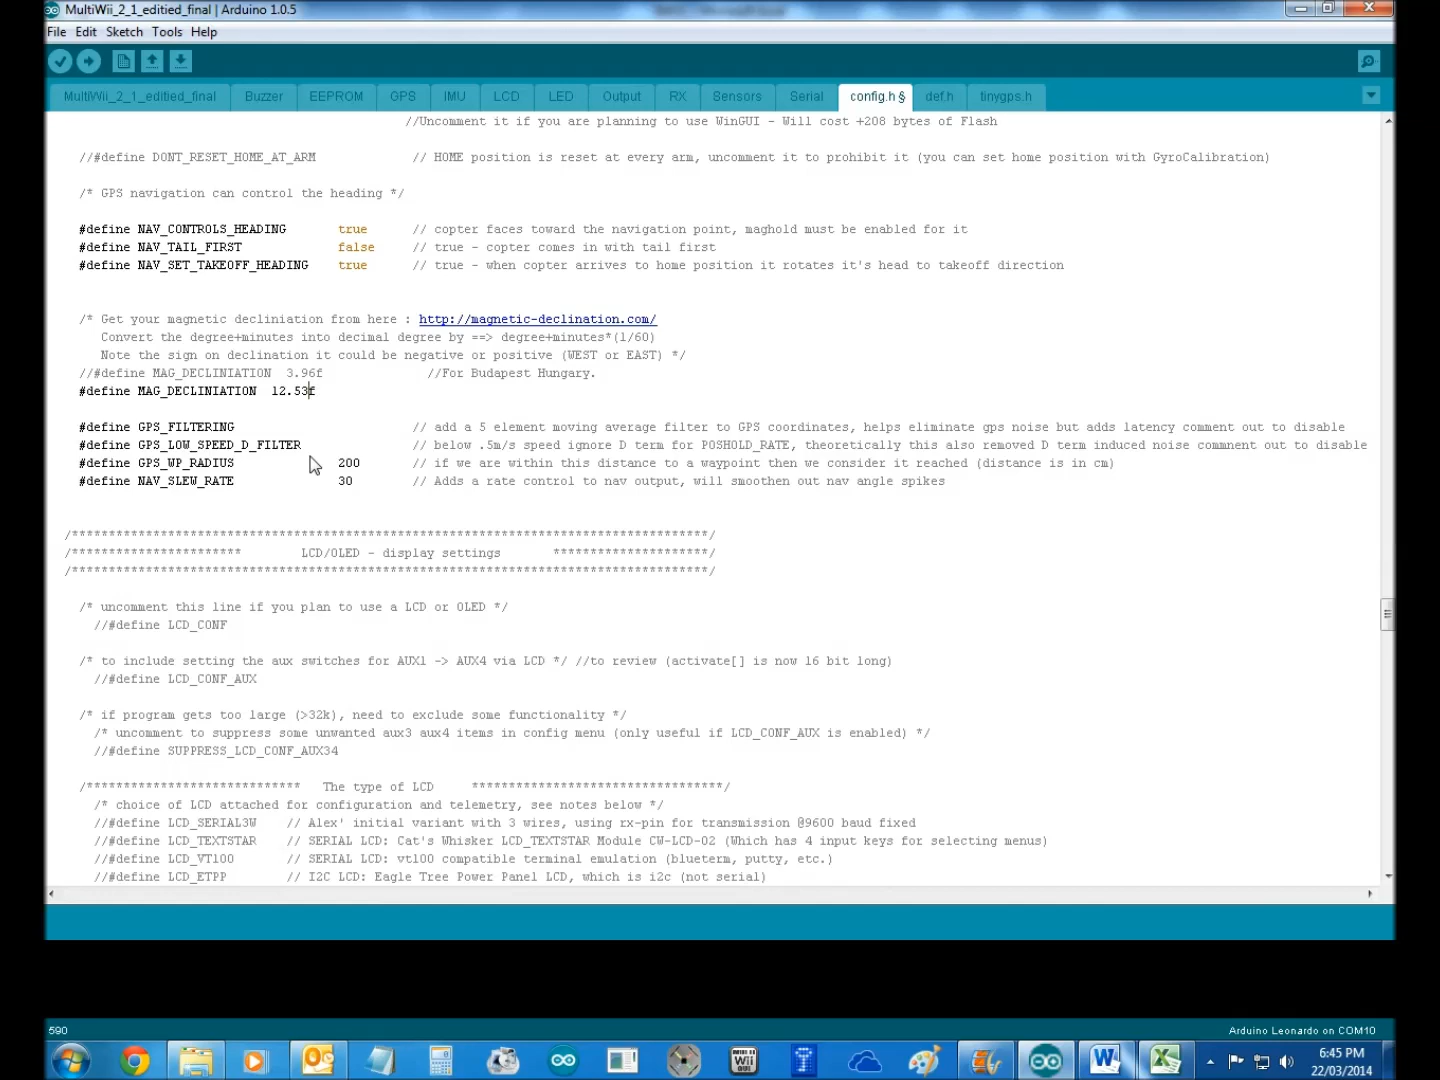 MultiWii_2_1_editied_final | Arduino 1.0.5
File Edit Sketch Tools Help
MultiWii_2_1_editied_final Buzzer EEPROM GPS IMU LCD LED Output RX Sensors Serial config.h § def.h tinygps.h
//Uncomment it if you are planning to use WinGUI - Will cost +208 bytes of Flash
//#define DONT_RESET_HOME_AT_ARM // HOME position is reset at every arm, uncomment it to prohibit it (you can set home position with GyroCalibration)
/* GPS navigation can control the heading */
#define NAV_CONTROLS_HEADING true // copter faces toward the navigation point, maghold must be enabled for it
#define NAV_TAIL_FIRST false // true - copter comes in with tail first
#define NAV_SET_TAKEOFF_HEADING true // true - when copter arrives to home position it rotates it's head to takeoff direction
/* Get your magnetic decliniation from here : http://magnetic-declination.com/
Convert the degree+minutes into decimal degree by ==> degree+minutes*(1/60)
Note the sign on declination it could be negative or positive (WEST or EAST) */
//#define MAG_DECLINIATION 3.96f //For Budapest Hungary.
#define MAG_DECLINIATION 12.53f
#define GPS_FILTERING // add a 5 element moving average filter to GPS coordinates, helps eliminate gps noise but adds latency comment out to disable
#define GPS_LOW_SPEED_D_FILTER // below .5m/s speed ignore D term for POSHOLD_RATE, theoretically this also removed D term induced noise commnent out to disable
#define GPS_WP_RADIUS 200 // if we are within this distance to a waypoint then we consider it reached (distance is in cm)
#define NAV_SLEW_RATE 30 // Adds a rate control to nav output, will smoothen out nav angle spikes
/**************************************************************************************/
/*********************** LCD/OLED - display settings *********************/
/**************************************************************************************/
/* uncomment this line if you plan to use a LCD or OLED */
//#define LCD_CONF
/* to include setting the aux switches for AUX1 -> AUX4 via LCD */ //to review (activate[] is now 16 bit long)
//#define LCD_CONF_AUX
/* if program gets too large (>32k), need to exclude some functionality */
/* uncomment to suppress some unwanted aux3 aux4 items in config menu (only useful if LCD_CONF_AUX is enabled) */
//#define SUPPRESS_LCD_CONF_AUX34
/***************************** The type of LCD **********************************/
/* choice of LCD attached for configuration and telemetry, see notes below */
//#define LCD_SERIAL3W // Alex' initial variant with 3 wires, using rx-pin for transmission @9600 baud fixed
//#define LCD_TEXTSTAR // SERIAL LCD: Cat's Whisker LCD_TEXTSTAR Module CW-LCD-02 (Which has 4 input keys for selecting menus)
//#define LCD_VT100 // SERIAL LCD: vt100 compatible terminal emulation (blueterm, putty, etc.)
//#define LCD_ETPP // I2C LCD: Eagle Tree Power Panel LCD, which is i2c (not serial)
590 Arduino Leonardo on COM10
6:45 PM
22/03/2014